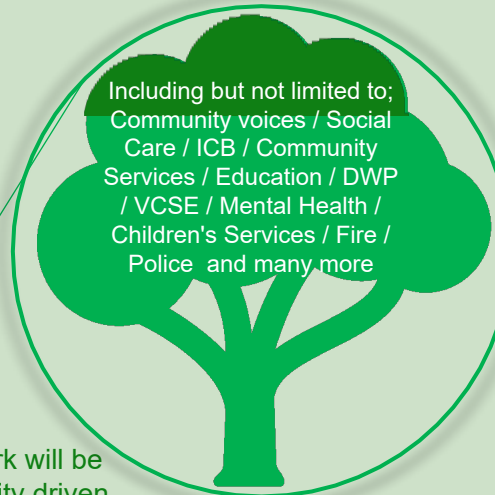 Including but not limited to;
Community voices / Social
Care / ICB / Community
Services / Education / DWP
/ VCSE / Mental Health /
Children's Services / Fire /
Police and many more
will be
driven